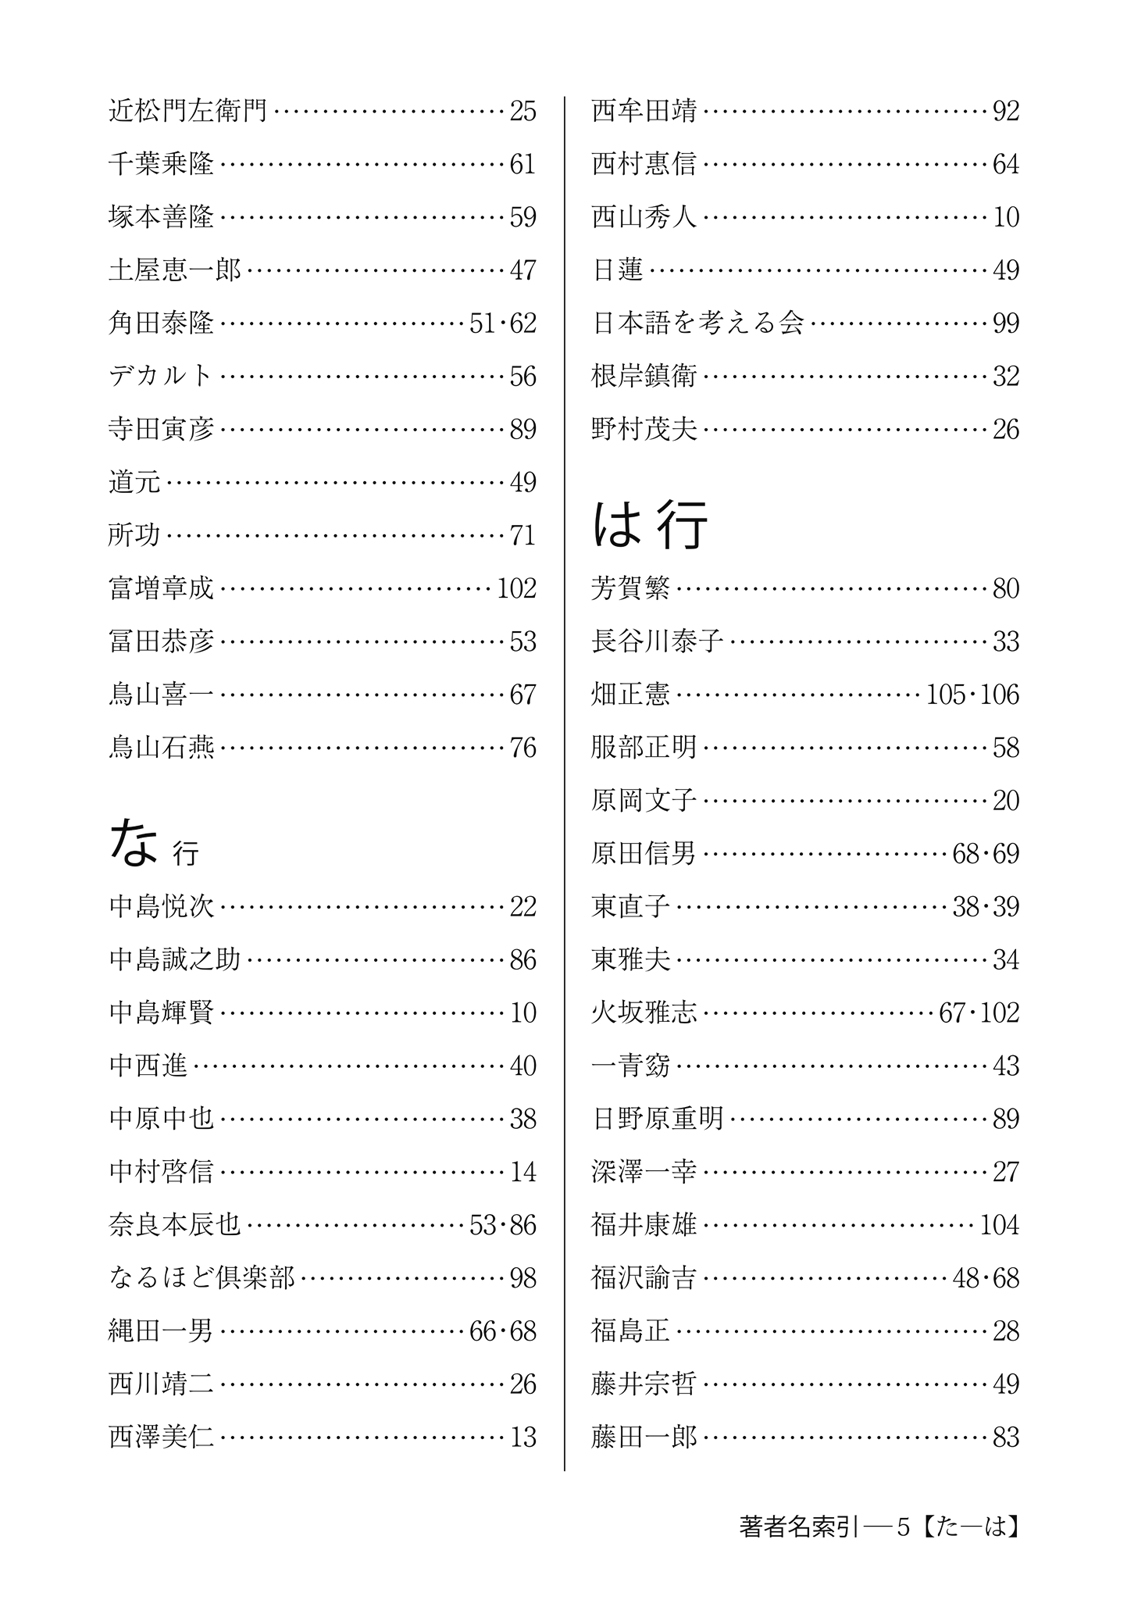 近松門左衛門……………………25
千葉乗隆……………………61
塚本善隆……………………59
土屋恵一郎……………………47
角田泰隆……………………51・62
デカルト……………………56
寺田寅彦……………………89
道元……………………49
所功……………………71
富増章成……………………102
冨田恭彦……………………53
鳥山喜一……………………67
鳥山石燕……………………76
な行
中島悦次……………………22
中島誠之助……………………86
中島輝賢……………………10
中西進……………………40
中原中也……………………38
中村啓信……………………14
奈良本辰也……………………53・86
なるほど倶楽部……………………98
縄田一男……………………66・68
西川靖二……………………26
西澤美仁……………………13
西牟田靖……………………92
西村惠信……………………64
西山秀人……………………10
日蓮……………………49
日本語を考える会……………………99
根岸鎮衛……………………32
野村茂夫……………………26
は行
芳賀繁……………………80
長谷川泰子……………………33
畑正憲……………………105・106
服部正明……………………58
原岡文子……………………20
原田信男……………………68・69
東直子……………………38・39
東雅夫……………………34
火坂雅志……………………67・102
一青窈……………………43
日野原重明……………………89
深澤一幸……………………27
福井康雄……………………104
福沢諭吉……………………48・68
福島正……………………28
藤井宗哲……………………49
藤田一郎……………………83
著者名索引―5【た―は】